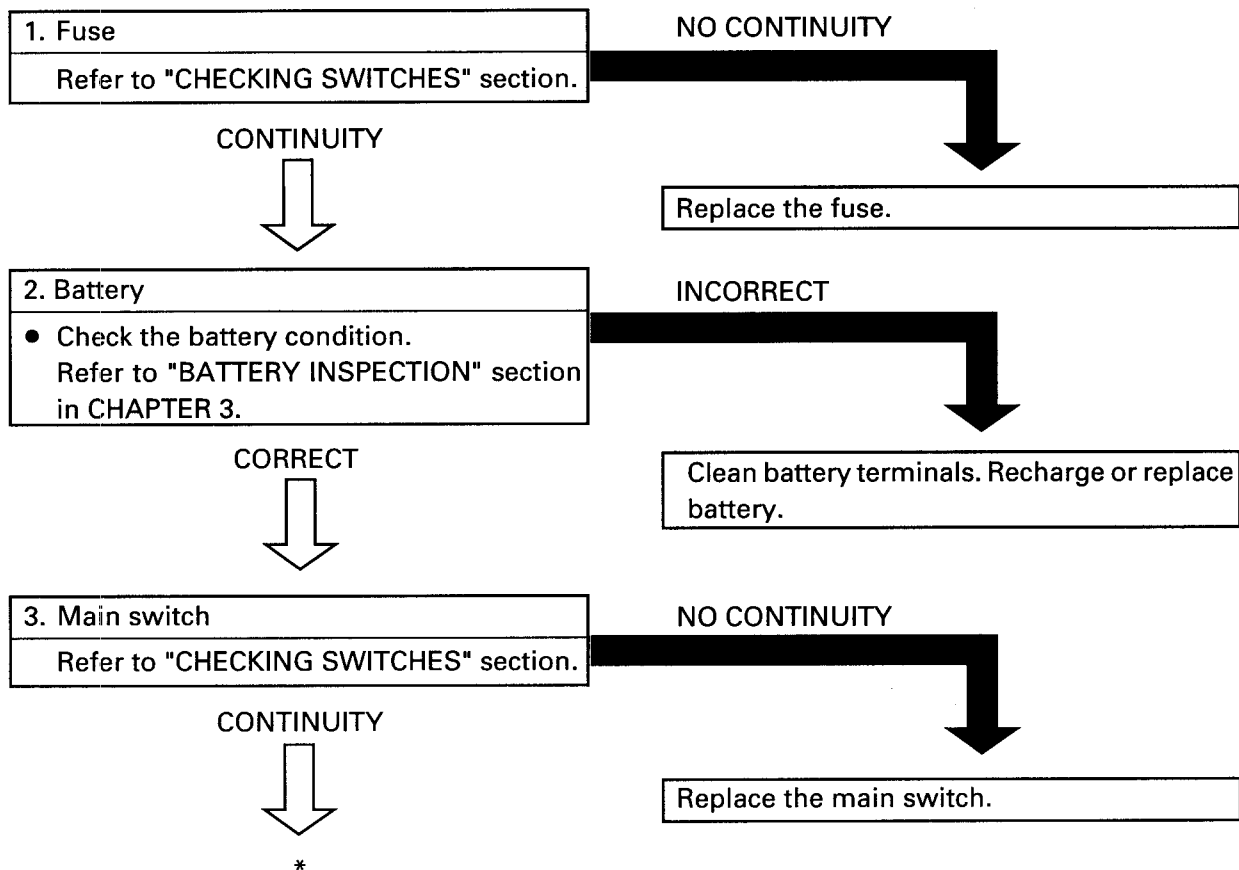 1. Fuse
NO CONTINUITY
Refer to "CHECKING SWITCHES" section.
CONTINUITY
Replace the fuse.
2. Battery
INCORRECT
● Check the battery condition.
Refer to "BATTERY INSPECTION" section
in CHAPTER 3.
CORRECT
Clean battery terminals. Recharge or replace
battery.
3. Main switch
NO CONTINUITY
Refer to "CHECKING SWITCHES" section.
CONTINUITY
Replace the main switch.
*